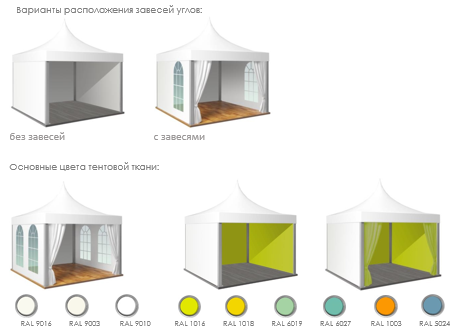 Варианты расположения завесей углов:
без завесей
с завесями
Основные цвета тентовой ткани:
RAL 9016 RAL 9003 RAL 9010 RAL 1016 RAL 1018 RAL 6019 RAL 6027 RAL 1003 RAL 5024